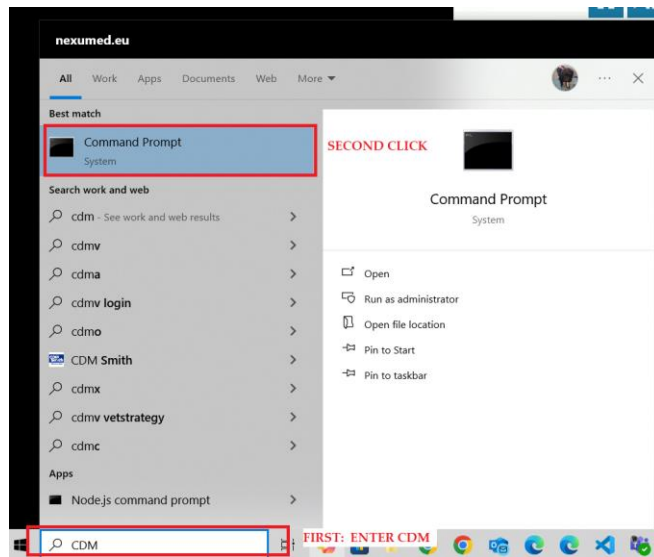 nexumed.eu
All Work Apps Documents Web More
Best match
Command Prompt
System
SECOND CLICK
Command Prompt
System
Search work and web
cdm - See work and web results
cdmv
cdma
cdmv login
cdmo
CDM Smith
cdmx
cdmv vetstrategy
cdmc
Open
Run as administrator
Open file location
Pin to Start
Pin to taskbar
Apps
Node.js command prompt
CDM
FIRST: ENTER CDM